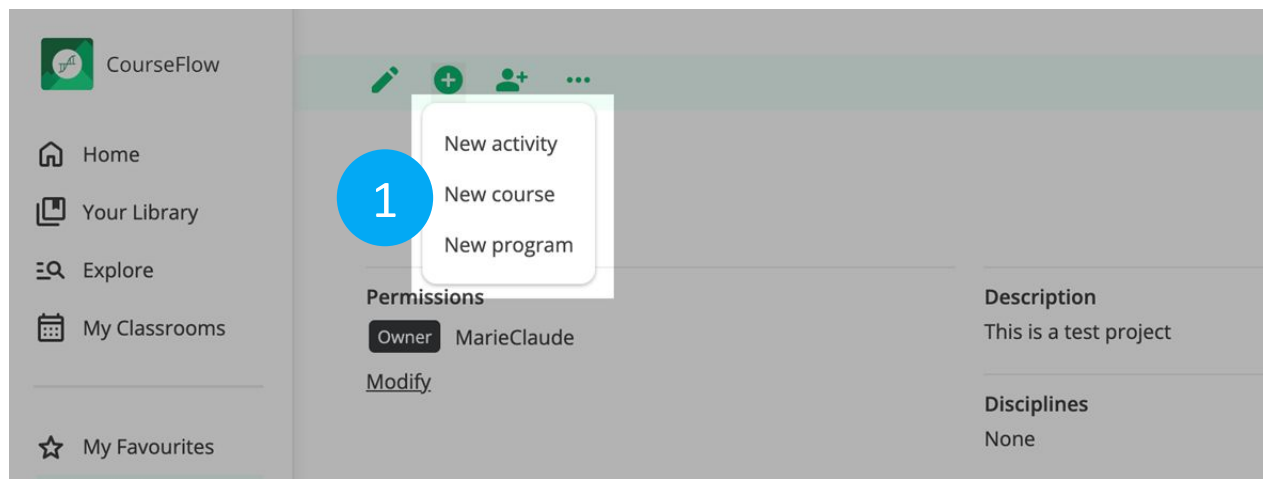 CourseFlow
Home
Your Library
Explore
My Classrooms
My Favourites
1
New activity
New course
New program
Permissions
Owner MarieClaude
Modify
Description
This is a test project
Disciplines
None